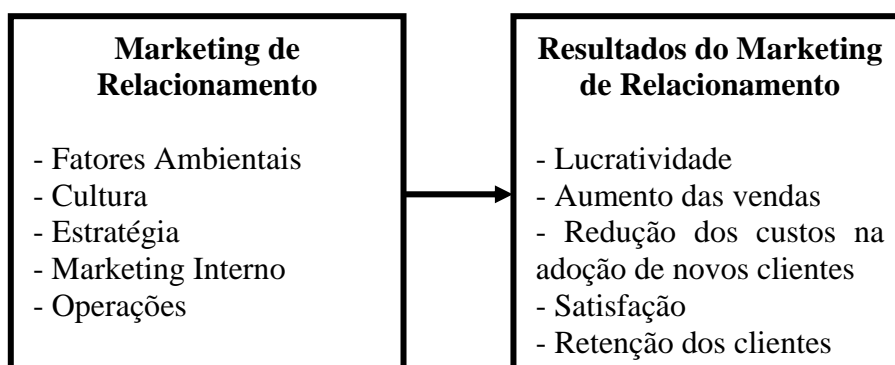 Marketing de
Relacionamento
- Fatores Ambientais
- Cultura
- Estratégia
- Marketing Interno
- Operações
Resultados do Marketing
de Relacionamento
- Lucratividade
- Aumento das vendas
- Redução dos custos na
adoção de novos clientes
- Satisfação
- Retenção dos clientes